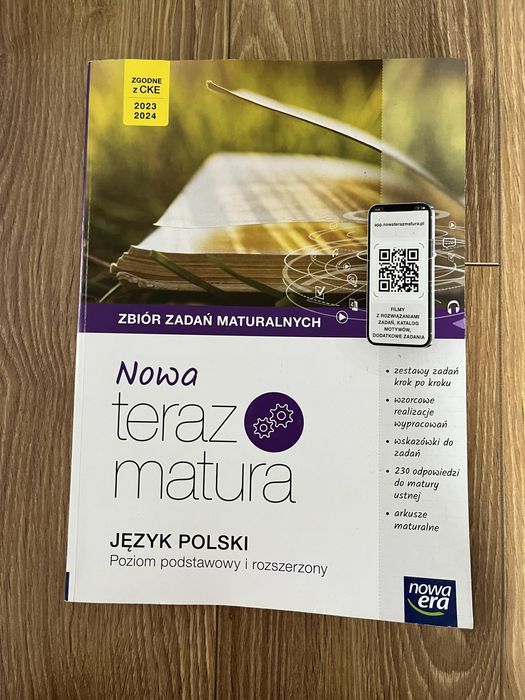 ZGODNE
z CKE
2023
2024
app.nowaterazmatura.pl
FILMY
Z ROZWIĄZANIAMI
ZADAŃ, KATALOG
MOTYWÓW,
DODATKOWE ZADANIA
ZBIÓR ZADAŃ MATURALNYCH
Nowa
teraz
matura
JĘZYK POLSKI
Poziom podstawowy i rozszerzony
• zestawy zadań
krok po kroku
• wzorcowe
realizacje
wypracowań
• wskazówki do
zadań
• 230 odpowiedzi
do matury
ustnej
• arkusze
maturalne
nowa
era